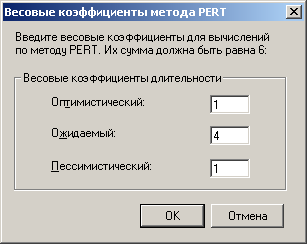 Весовые коэффициенты метода PERT
Введите весовые коэффициенты для вычислений
по методу PERT. Их сумма должна быть равна 6:
Весовые коэффициенты длительности
Оптимистический: 1
Ожидаемый: 4
Пессимистический: 1
OK Отмена